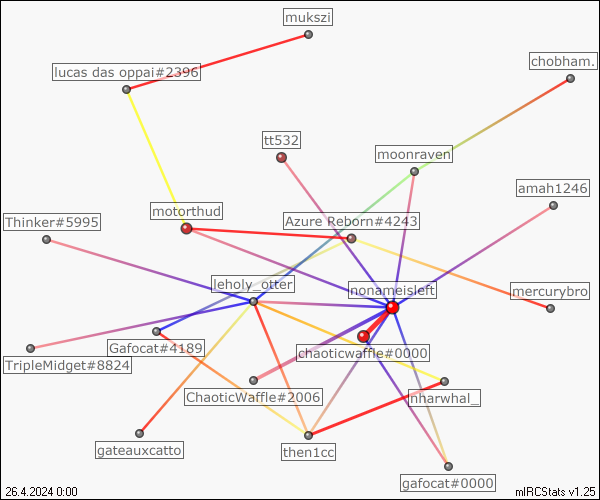 mukszi
chobham.
lucas das oppai#2396
tt532
moonraven
amah1246
motorthud
Azure Reborn#4243
Thinker#5995
leholy_otter
nonameisleft
mercurybro
Gafocat#4189
chaoticwaffle#0000
TripleMidget#8824
ChaoticWaffle#2006
nharwhal_
gateauxcatto
then1cc
gafocat#0000
26.4.2024 0:00
mIRCStats v1.25